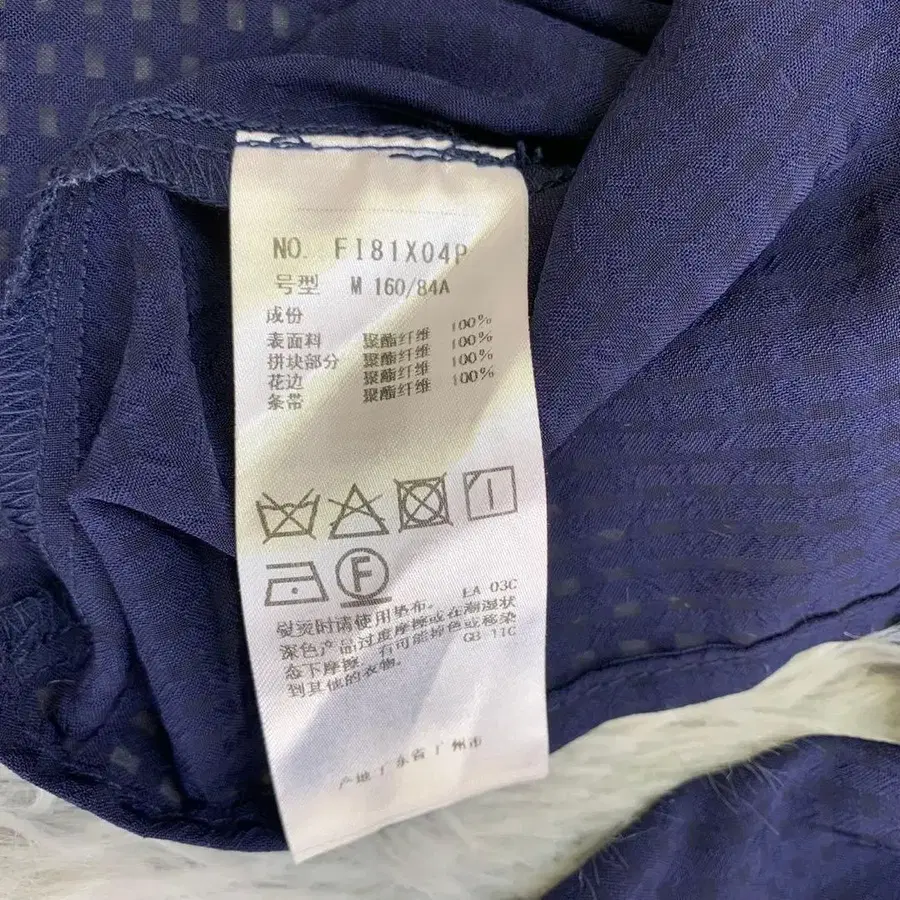 NO. FI81X04P
号型 M 160/84A
成份
表面料 聚酯纤维 100%
拼块部分 聚酯纤维 100%
花边 聚酯纤维 100%
条带 聚酯纤维 100%
F
LA 03C
熨烫时请使用垫布。
深色产品过度摩擦或在潮湿状
态下摩擦，有可能掉色或移染
到其他的衣物。 GB 11C
产地 广东省广州市